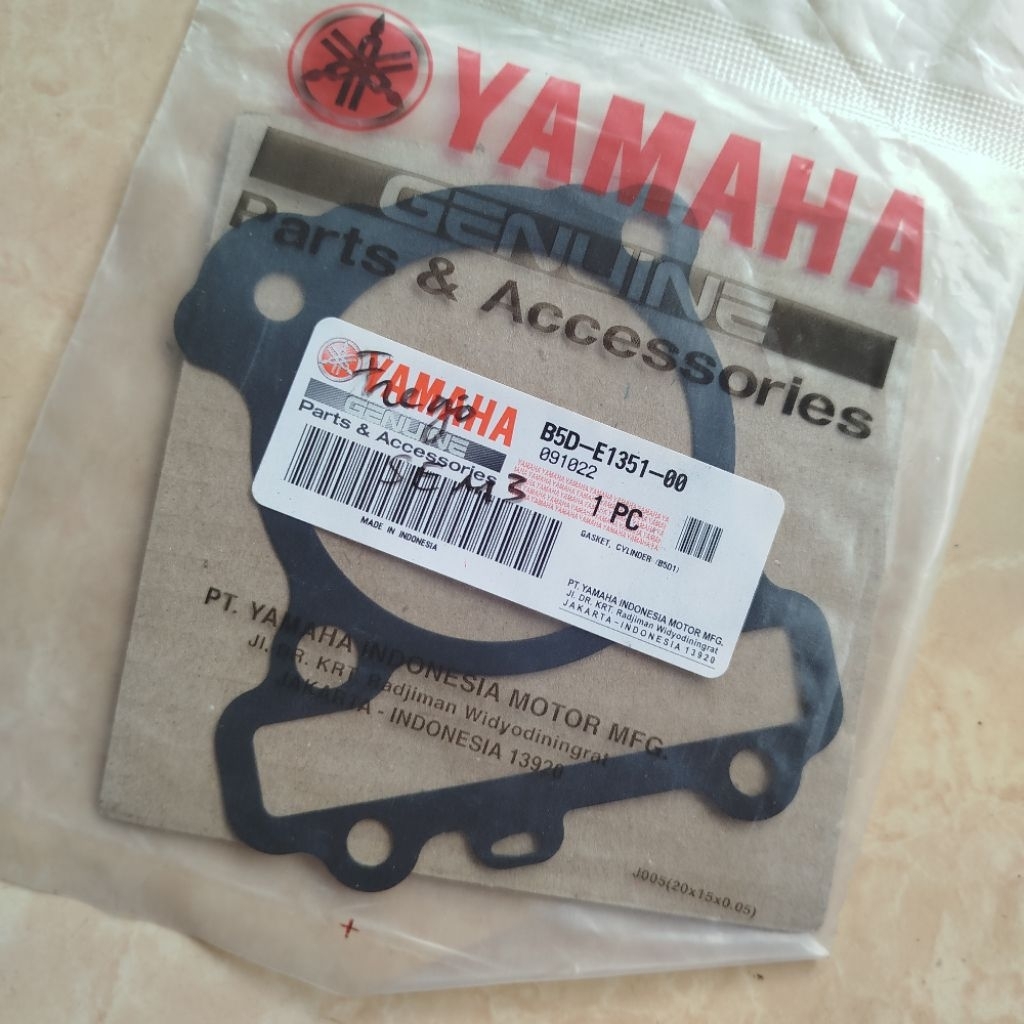 YAMAHA
GENUINE
Parts & Accessories
YAMAHA
GENUINE
Parts & Accessories
SEM3
MADE IN INDONESIA
B5D-E1351-00
091022
1 PC
GASKET, CYLINDER (B5D1)
PT. YAMAHA INDONESIA MOTOR MFG.
Jl. DR. KRT. Radjiman Widyodiningrat
JAKARTA - INDONESIA 13920
PT. YAMAHA INDONESIA MOTOR MFG.
Jl. DR. KRT. Radjiman Widyodiningrat
JAKARTA - INDONESIA 13920
J005(20x15x0.05)